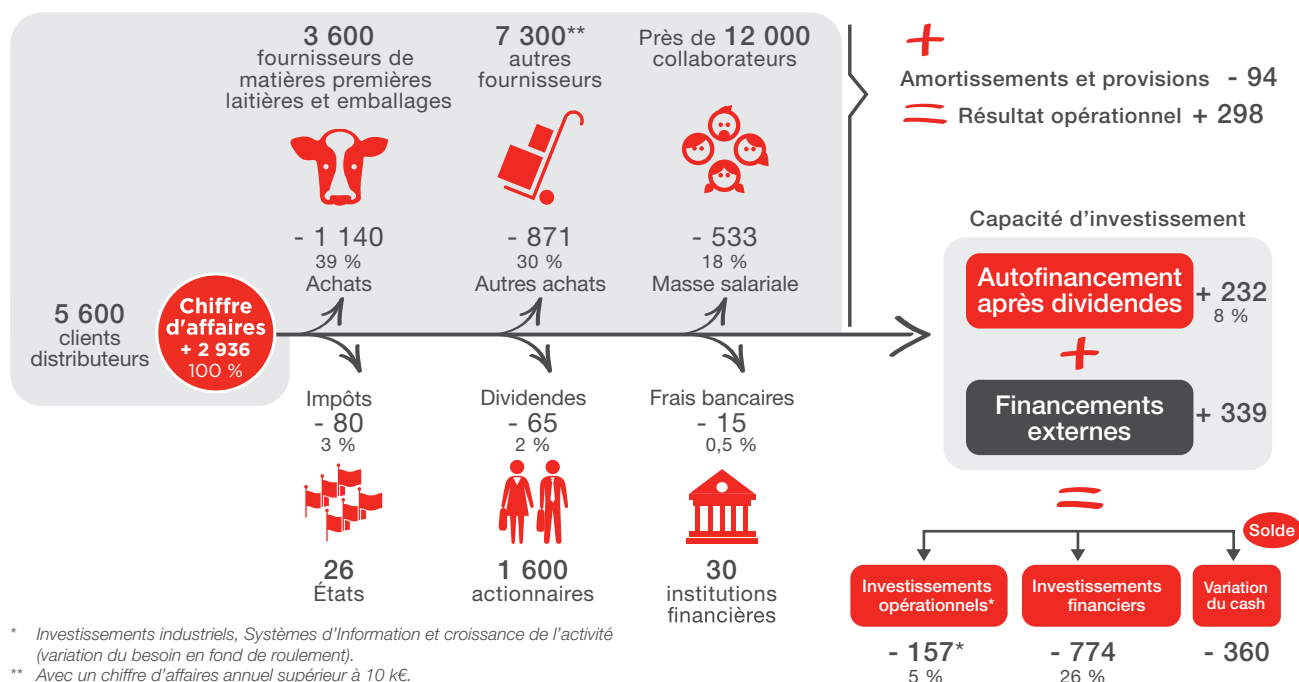 3 600
fournisseurs de
matières premières
laitières et emballages
7 300**
autres
fournisseurs
Près de 12 000
collaborateurs
+
Amortissements et provisions - 94
= Résultat opérationnel + 298
- 1 140
39 %
Achats
- 871
30 %
Autres achats
- 533
18 %
Masse salariale
5 600
clients
distributeurs
Chiffre
d'affaires
+ 2 936
100 %
Impôts
- 80
3 %
26
États
Dividendes
- 65
2 %
1 600
actionnaires
Frais bancaires
- 15
0,5 %
30
institutions
financières
Capacité d'investissement
Autofinancement
après dividendes
+ 232
8 %
+
Financements
externes
+ 339
=
Solde
Investissements
opérationnels*
- 157*
5 %
Investissements
financiers
- 774
26 %
Variation
du cash
- 360
* Investissements industriels, Systèmes d'Information et croissance de l'activité
(variation du besoin en fond de roulement).
** Avec un chiffre d'affaires annuel supérieur à 10 k€.